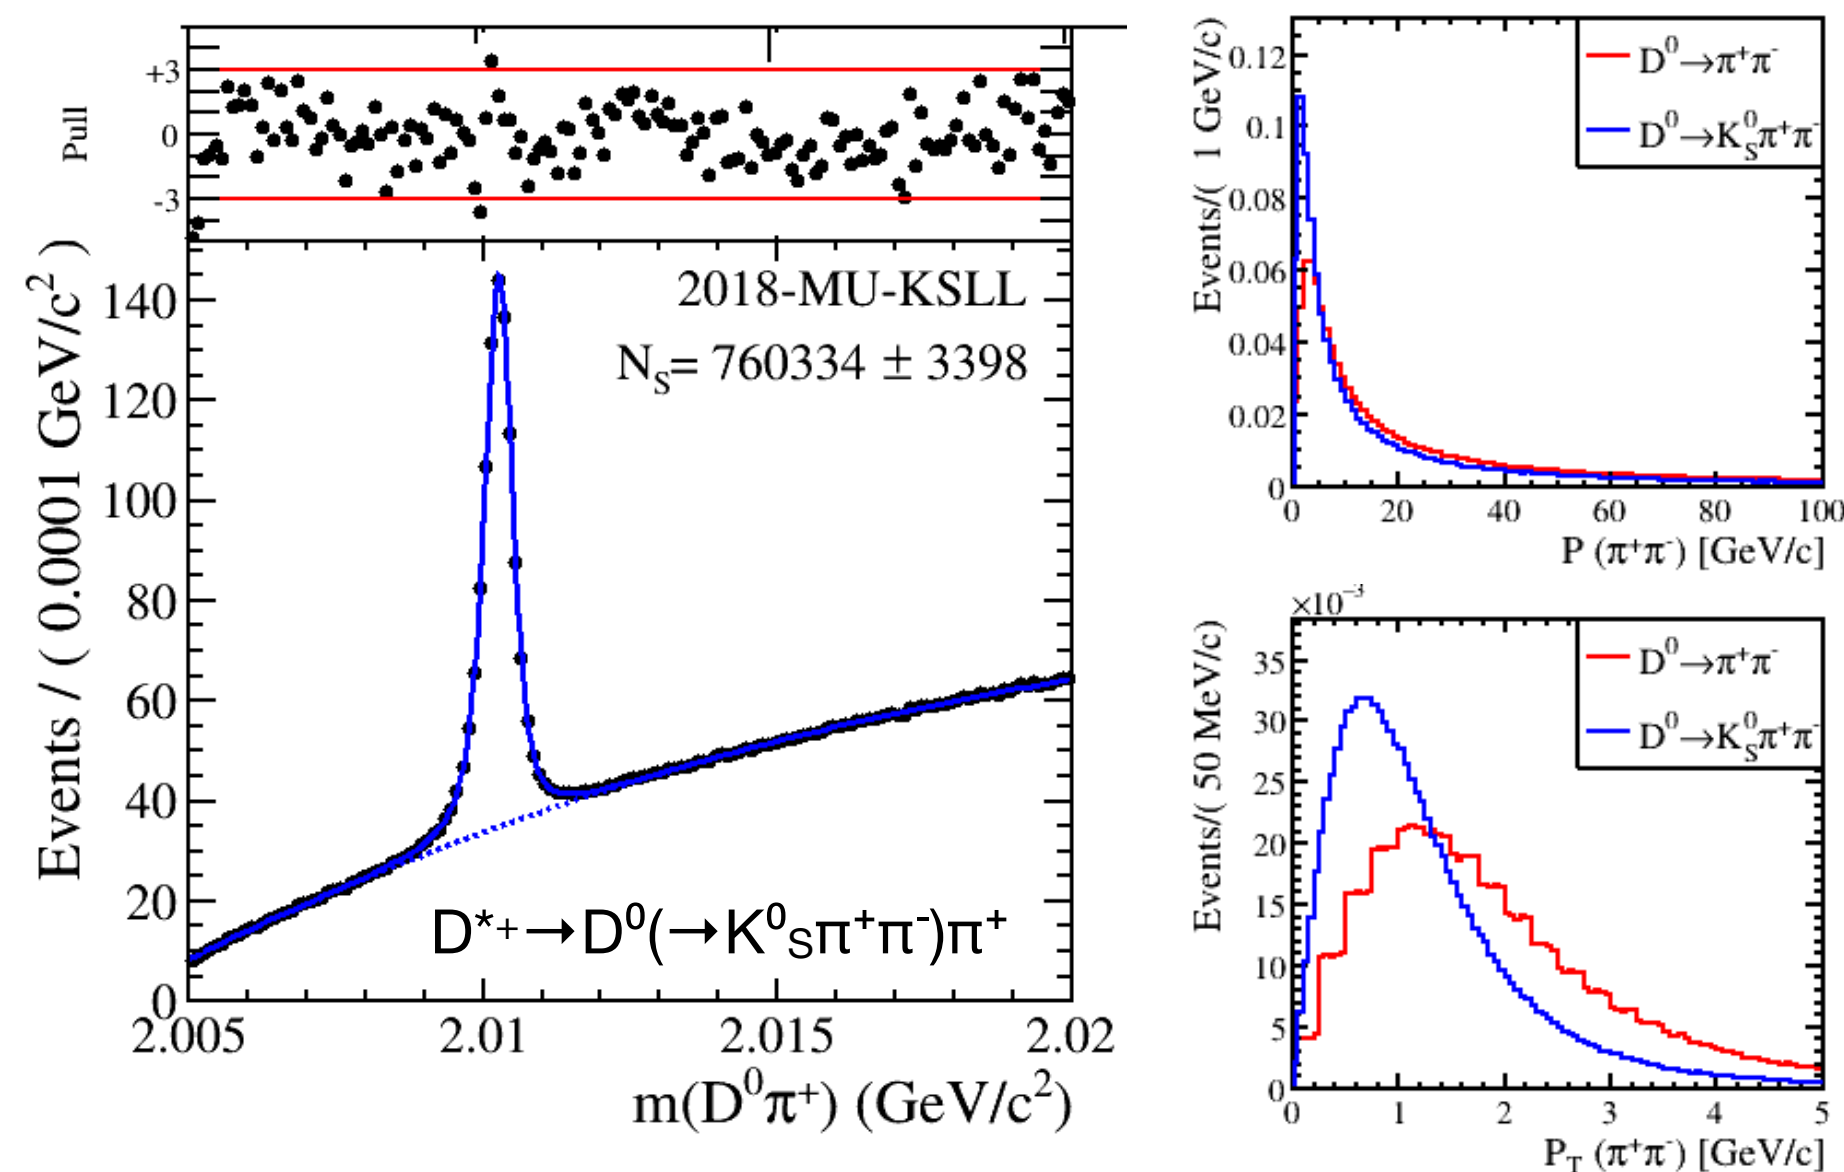 Pull
+3
0
-3
Events / ( 0.0001 GeV/c² )
140
120
100
80
60
40
20
0
2018-MU-KSLL
N_S= 760334 ± 3398
D*⁺→D⁰(→K⁰_Sπ⁺π⁻)π⁺
2.005 2.01 2.015 2.02
m(D⁰π⁺) (GeV/c²)
Events/( 1 GeV/c)
0.12
0.1
0.08
0.06
0.04
0.02
0
D⁰→π⁺π⁻
D⁰→K⁰_Sπ⁺π⁻
0 20 40 60 80 100
P (π⁺π⁻) [GeV/c]
×10⁻³
Events/( 50 MeV/c)
35
30
25
20
15
10
5
0
D⁰→π⁺π⁻
D⁰→K⁰_Sπ⁺π⁻
0 1 2 3 4 5
P_T (π⁺π⁻) [GeV/c]